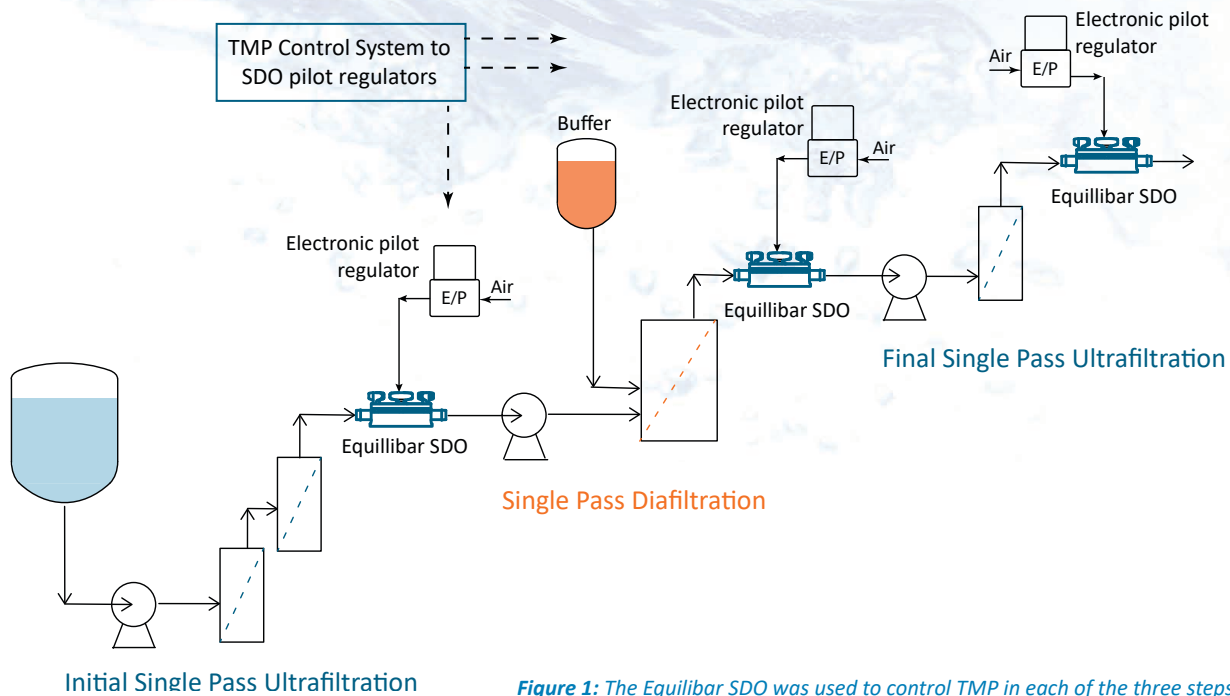 TMP Control System to
SDO pilot regulators
Electronic pilot
regulator
Air
E/P
Equillibar SDO
Buffer
Electronic pilot
regulator
E/P
Air
Equillibar SDO
Electronic pilot
regulator
E/P
Air
Equillibar SDO
Final Single Pass Ultrafiltration
Single Pass Diafiltration
Initial Single Pass Ultrafiltration
Figure 1: The Equilibar SDO was used to control TMP in each of the three steps